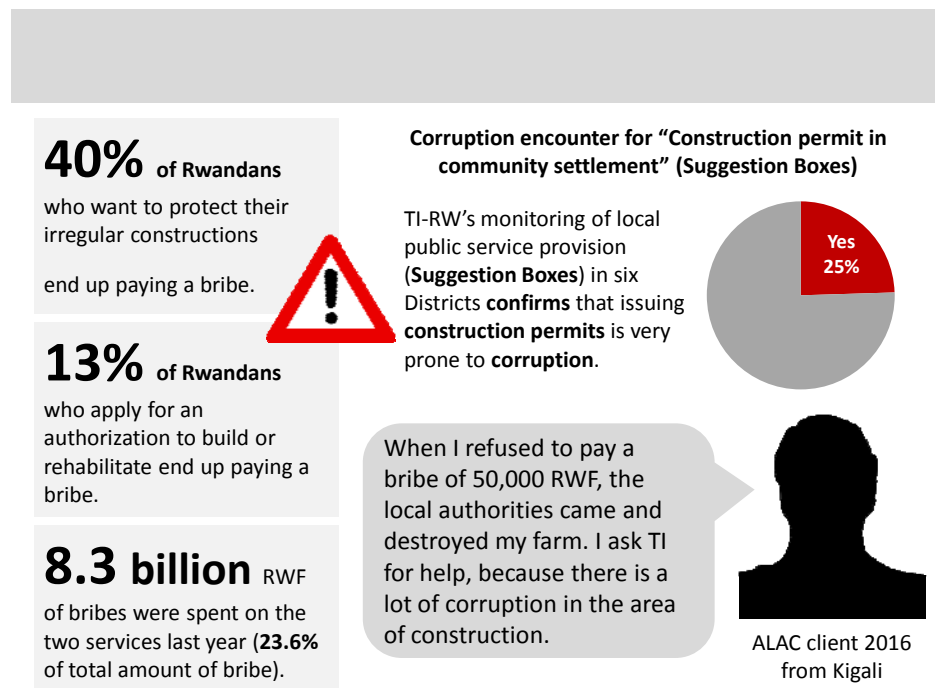 40% of Rwandans
who want to protect their
irregular constructions
end up paying a bribe.
13% of Rwandans
who apply for an
authorization to build or
rehabilitate end up paying a
bribe.
8.3 billion RWF
of bribes were spent on the
two services last year (23.6%
of total amount of bribe).
Corruption encounter for “Construction permit in
community settlement” (Suggestion Boxes)
TI-RW’s monitoring of local
public service provision
(Suggestion Boxes) in six
Districts confirms that issuing
construction permits is very
prone to corruption.
Yes
25%
When I refused to pay a
bribe of 50,000 RWF, the
local authorities came and
destroyed my farm. I ask TI
for help, because there is a
lot of corruption in the area
of construction.
ALAC client 2016
from Kigali